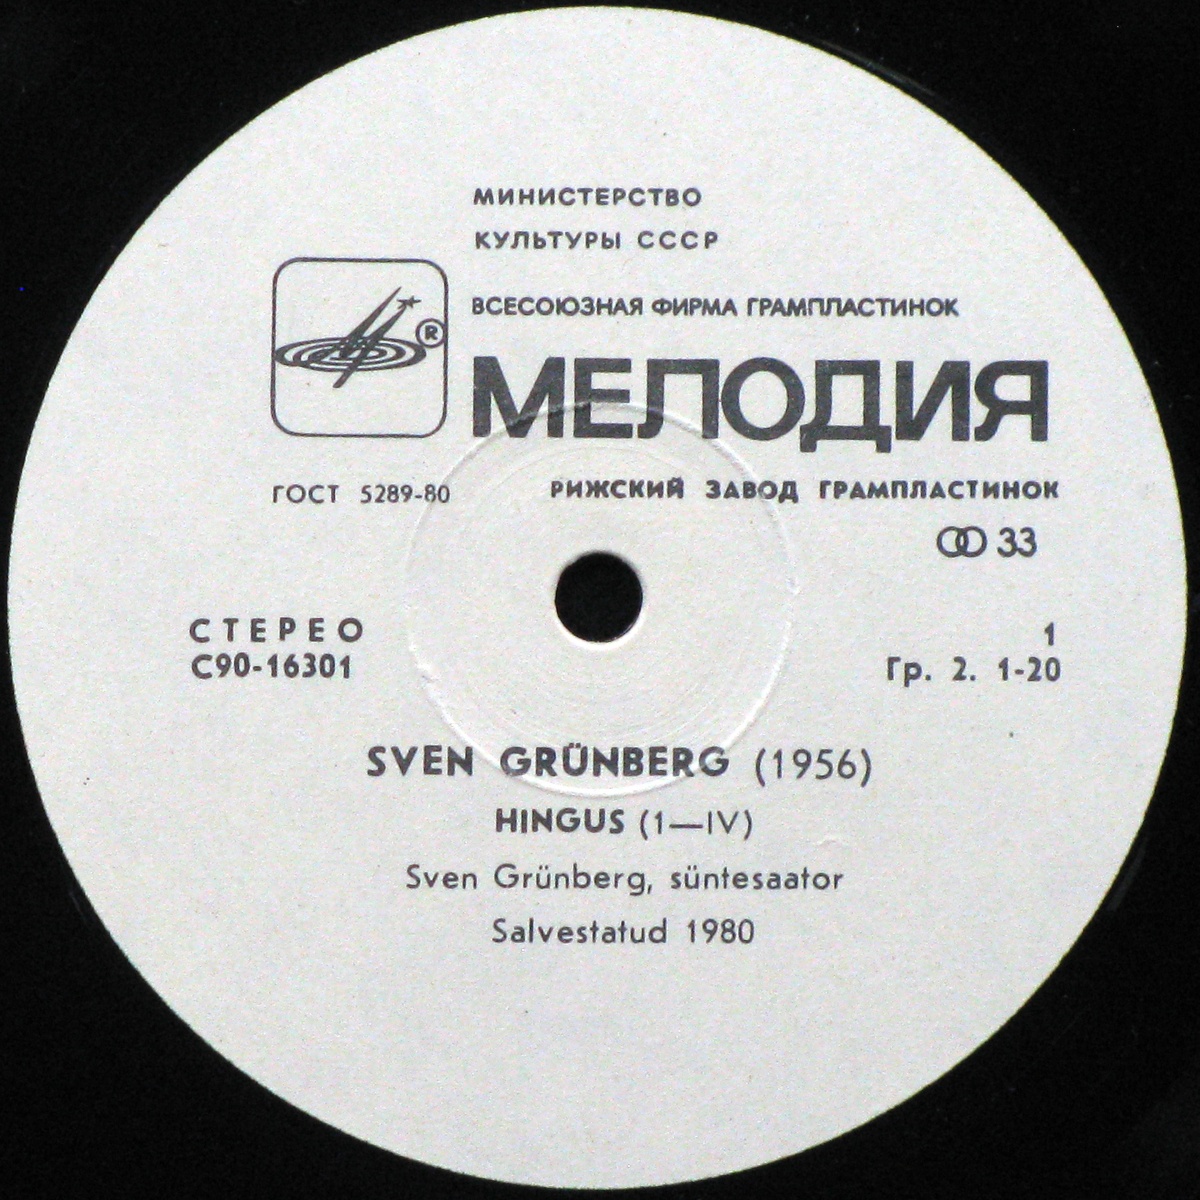 МИНИСТЕРСТВО
КУЛЬТУРЫ СССР
ВСЕСОЮЗНАЯ ФИРМА ГРАМПЛАСТИНОК
®
МЕЛОДИЯ
ГОСТ 5289-80
РИЖСКИЙ ЗАВОД ГРАМПЛАСТИНОК
33
СТЕРЕО
1
С90-16301
Гр. 2. 1-20
SVEN GRÜNBERG (1956)
HINGUS (1—IV)
Sven Grünberg, süntesaator
Salvestatud 1980